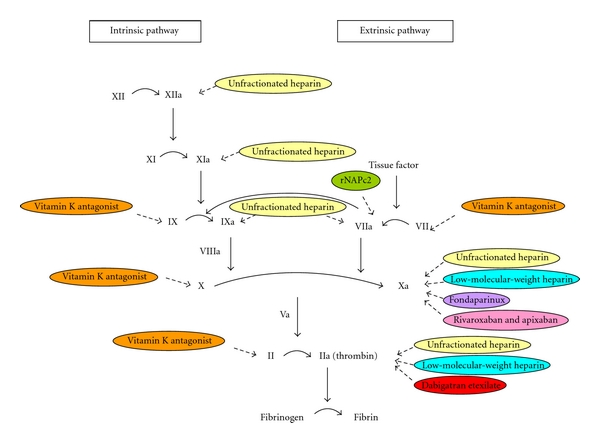 Intrinsic pathway
Extrinsic pathway
Unfractionated heparin
XII
XIIa
XI
XIa
Unfractionated heparin
Tissue factor
rNAPc2
Vitamin K antagonist
Unfractionated heparin
Vitamin K antagonist
IX
IXa
VIIa
VII
VIIIa
Unfractionated heparin
Vitamin K antagonist
Low-molecular-weight heparin
X
Xa
Fondaparinux
Va
Rivaroxaban and apixaban
Vitamin K antagonist
Unfractionated heparin
II
IIa (thrombin)
Low-molecular-weight heparin
Dabigatran etexilate
Fibrinogen
Fibrin